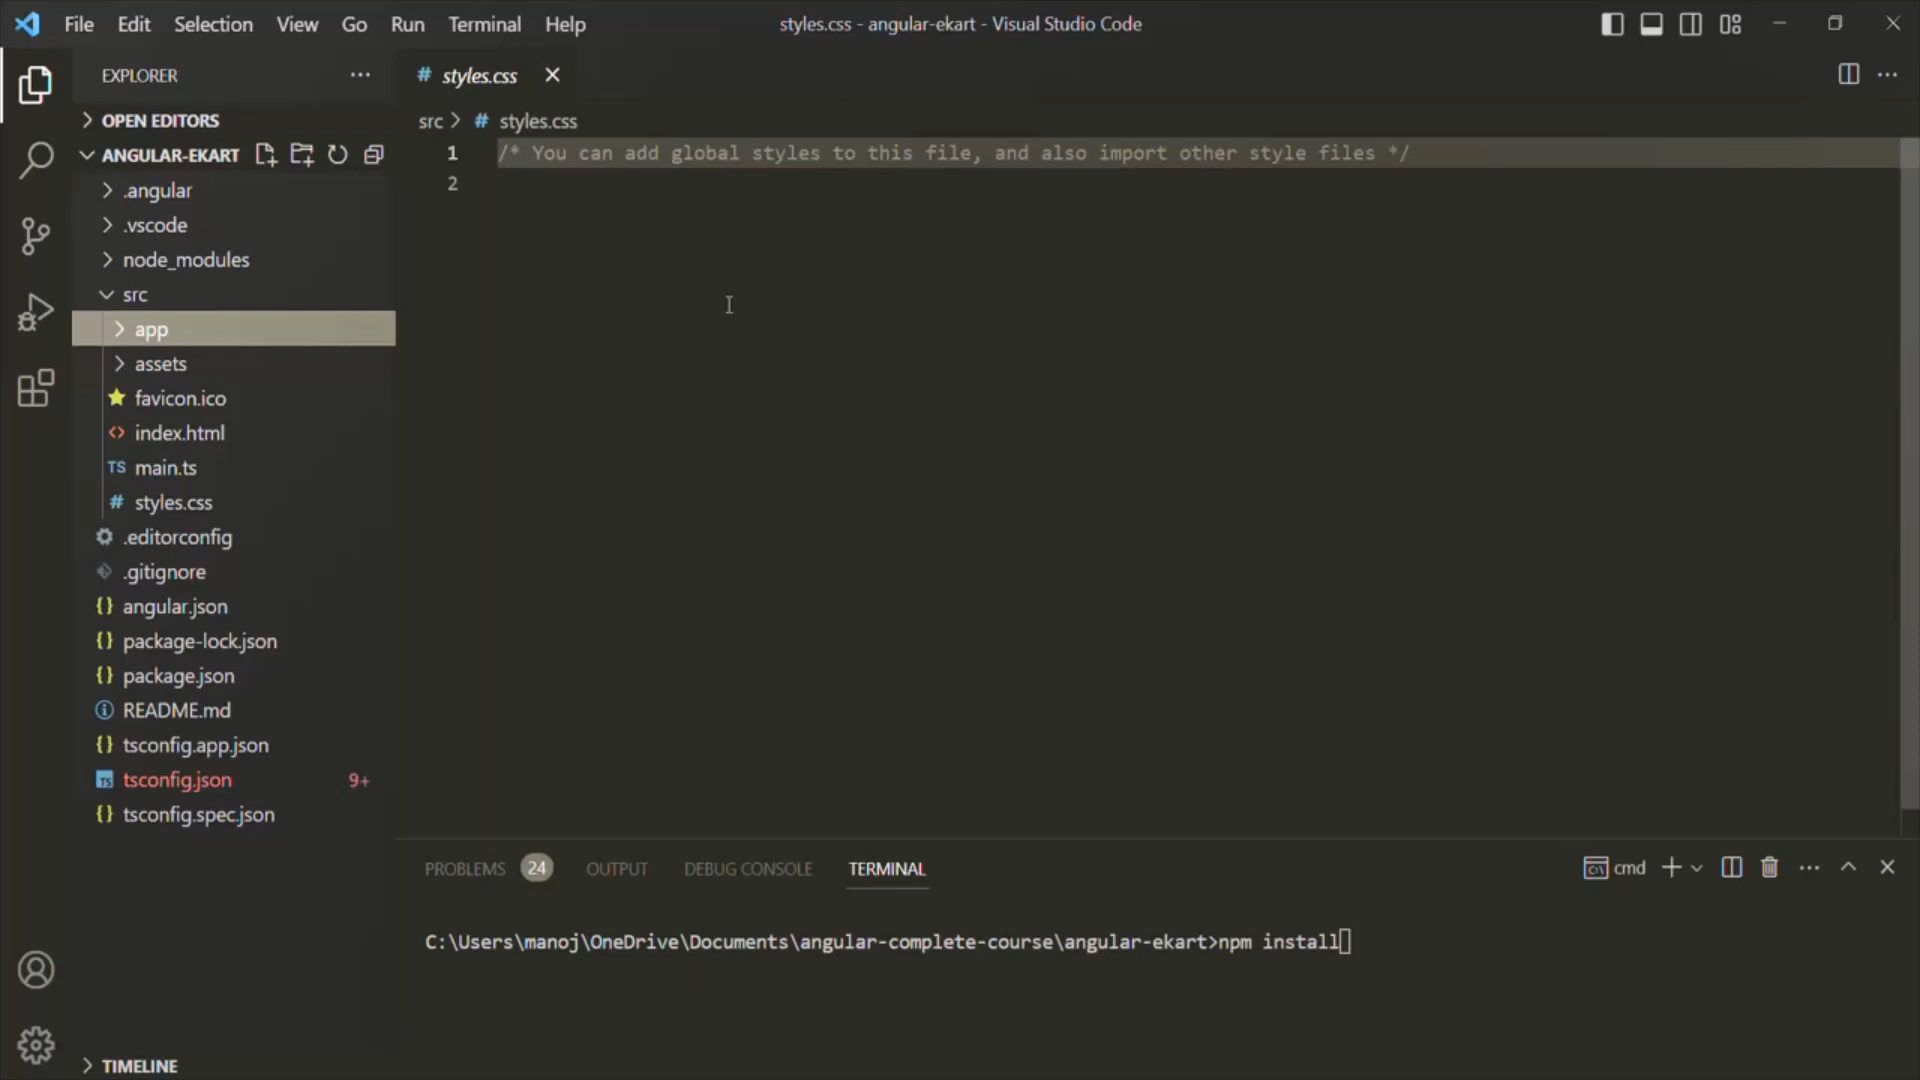 File Edit Selection View Go Run Terminal Help
styles.css - angular-ekart - Visual Studio Code
EXPLORER
OPEN EDITORS
ANGULAR-EKART
.angular
.vscode
node_modules
src
app
assets
favicon.ico
<> index.html
TS main.ts
# styles.css
.editorconfig
.gitignore
{} angular.json
{} package-lock.json
{} package.json
README.md
{} tsconfig.app.json
TS tsconfig.json 9+
{} tsconfig.spec.json
TIMELINE
# styles.css
src > # styles.css
1 /* You can add global styles to this file, and also import other style files */
2
PROBLEMS 24 OUTPUT DEBUG CONSOLE TERMINAL
cmd
C:\Users\manoj\OneDrive\Documents\angular-complete-course\angular-ekart>npm install